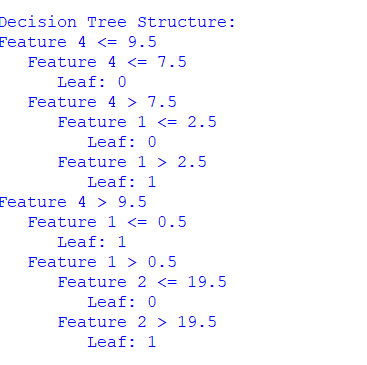 Decision Tree Structure:
Feature 4 <= 9.5
   Feature 4 <= 7.5
      Leaf: 0
   Feature 4 > 7.5
      Feature 1 <= 2.5
         Leaf: 0
      Feature 1 > 2.5
         Leaf: 1
Feature 4 > 9.5
   Feature 1 <= 0.5
      Leaf: 1
   Feature 1 > 0.5
      Feature 2 <= 19.5
         Leaf: 0
      Feature 2 > 19.5
         Leaf: 1